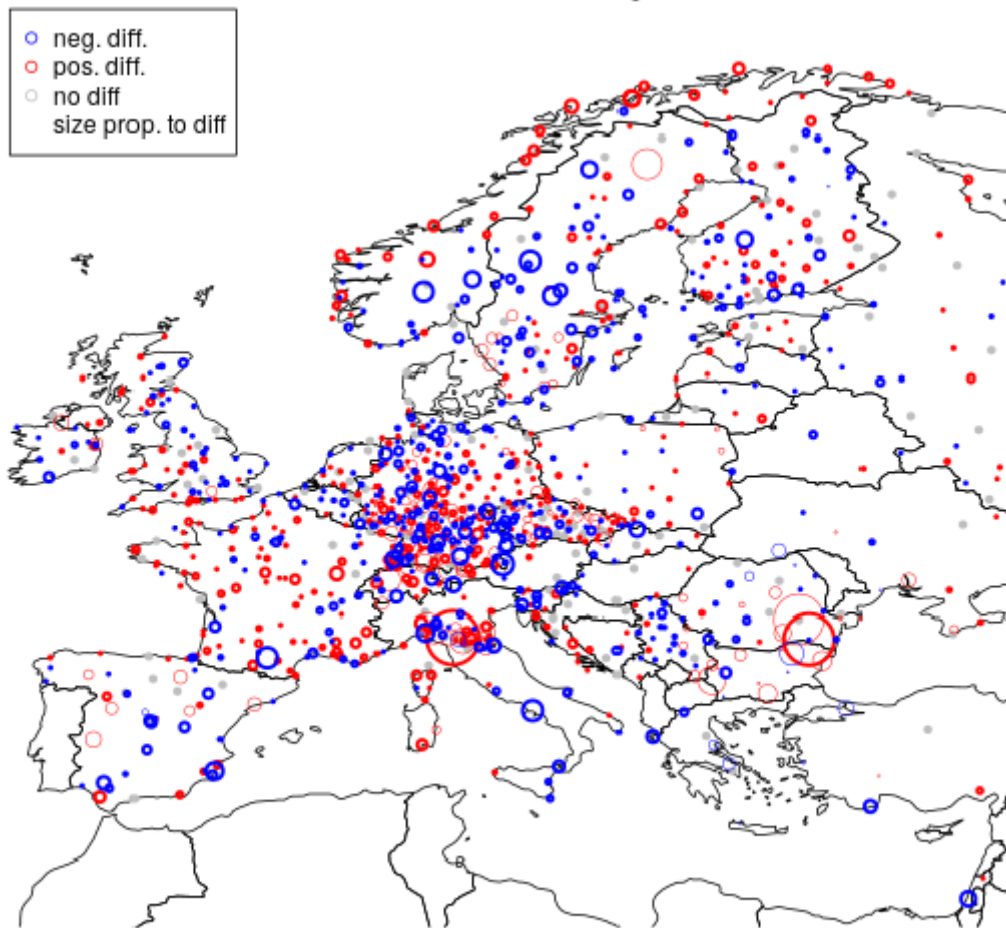 neg. diff.
pos. diff.
no diff
size prop. to diff